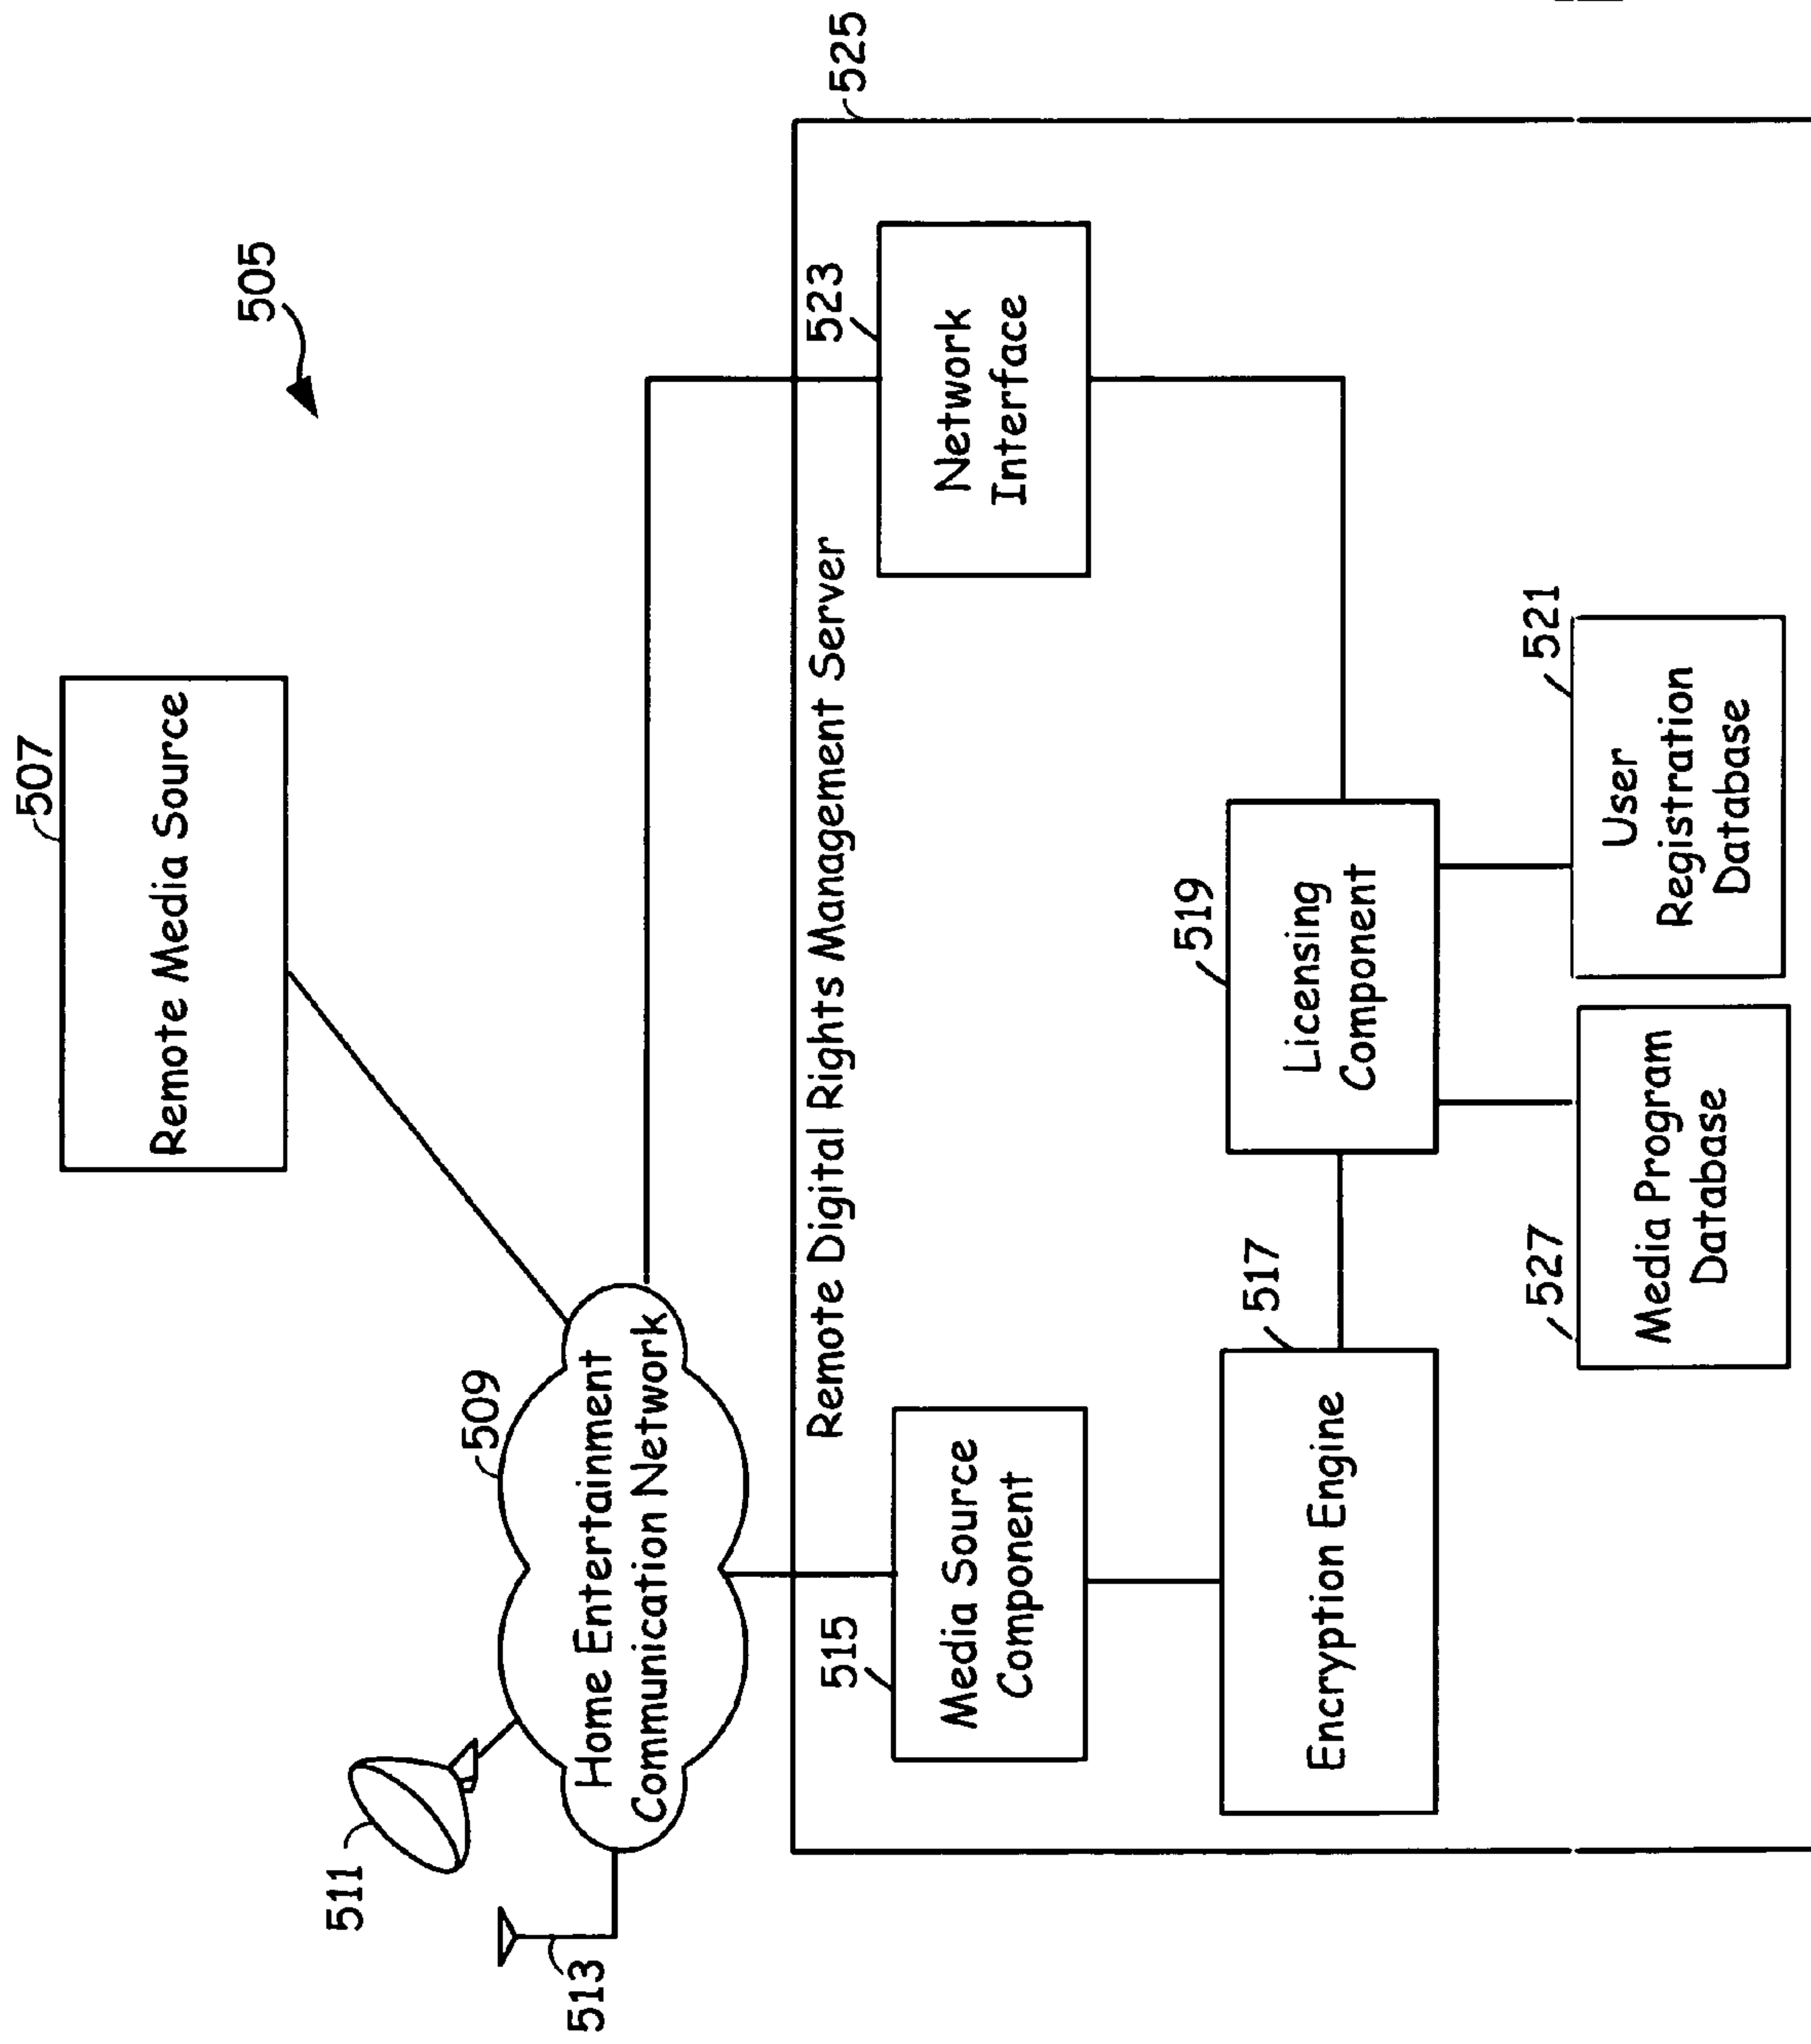 505
507
Remote Media Source
511
509
513
Home Entertainment
Communication Network
525
Remote Digital Rights Management Server
515
Media Source
Component
523
Network
Interface
517
Encryption Engine
519
Licensing
Component
527
Media Program
Database
521
User
Registration
Database